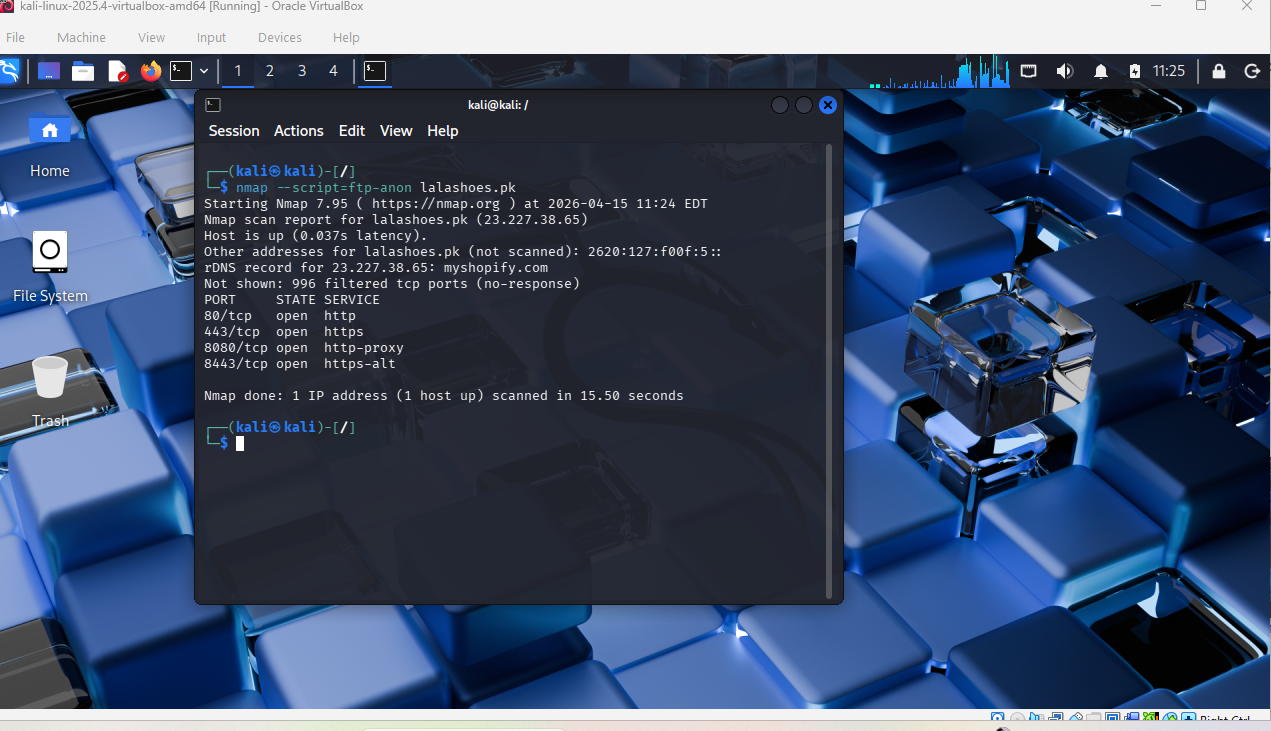 kali-linux-2025.4-virtualbox-amd64 [Running] - Oracle VirtualBox
File Machine View Input Devices Help
1 2 3 4 11:25
kali@kali: /
Session Actions Edit View Help
Home
File System
Trash
┌──(kali㉿kali)-[/]
└─$ nmap --script=ftp-anon lalashoes.pk
Starting Nmap 7.95 ( https://nmap.org ) at 2026-04-15 11:24 EDT
Nmap scan report for lalashoes.pk (23.227.38.65)
Host is up (0.037s latency).
Other addresses for lalashoes.pk (not scanned): 2620:127:f00f:5::
rDNS record for 23.227.38.65: myshopify.com
Not shown: 996 filtered tcp ports (no-response)
PORT     STATE SERVICE
80/tcp   open  http
443/tcp  open  https
8080/tcp open  http-proxy
8443/tcp open  https-alt
Nmap done: 1 IP address (1 host up) scanned in 15.50 seconds
┌──(kali㉿kali)-[/]
└─$
Right Ctrl